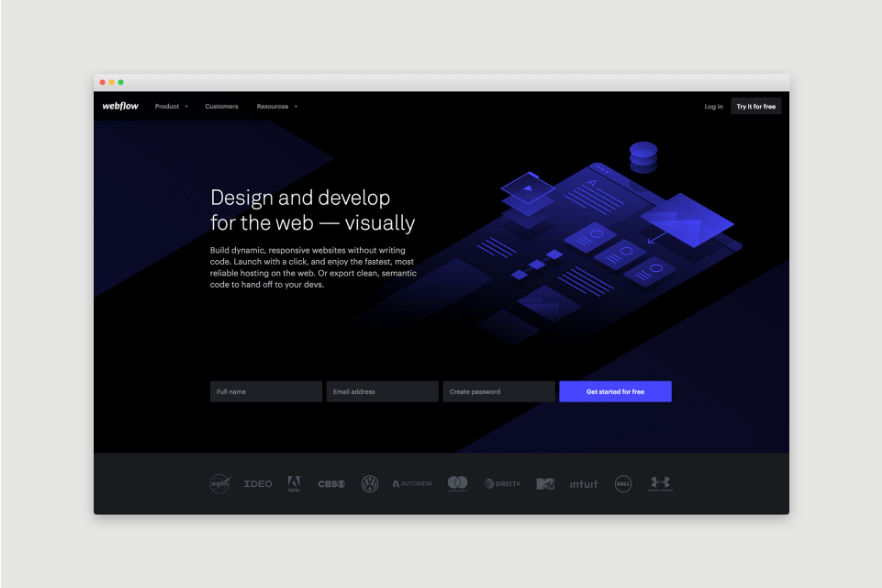 webflow
Product
Customers
Resources
Log in
Try it for free
Design and develop
for the web — visually
Build dynamic, responsive websites without writing
code. Launch with a click, and enjoy the fastest, most
reliable hosting on the web. Or export clean, semantic
code to hand off to your devs.
A
Full name
Email address
Create password
Get started for free
NASA
IDEO
Adobe
CBS
AUTODESK
DIRECTV
MTV
intuit
DELL